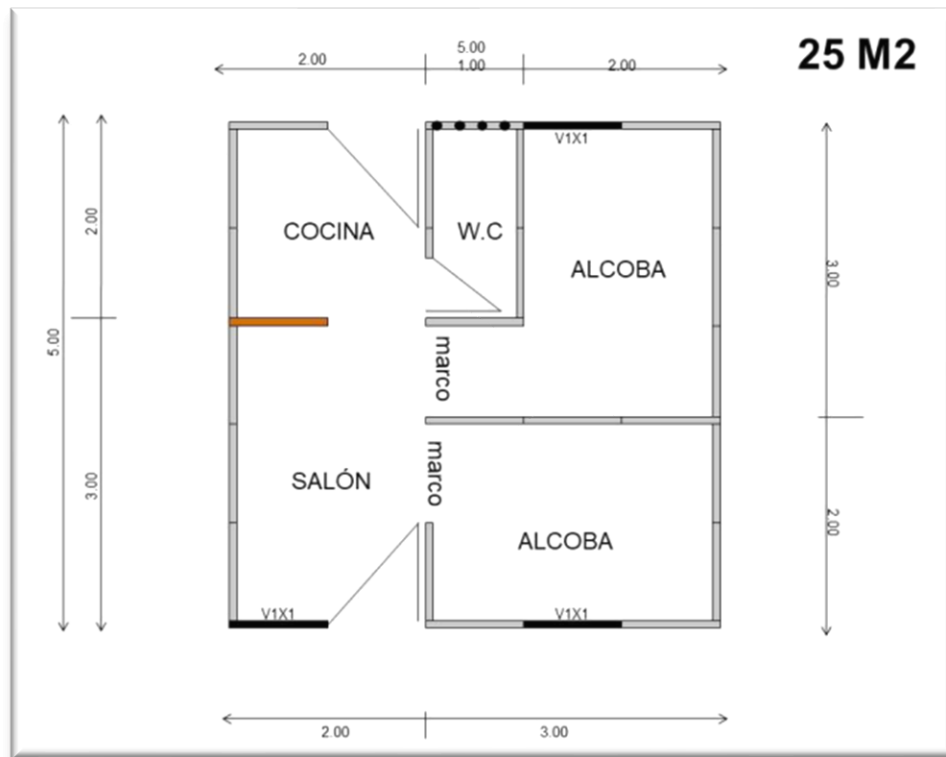 25 M2
5.00
2.00
1.00
2.00
V1X1
COCINA
W.C
ALCOBA
2.00
3.00
5.00
marco
SALÓN
marco
ALCOBA
3.00
2.00
V1X1
V1X1
2.00
3.00